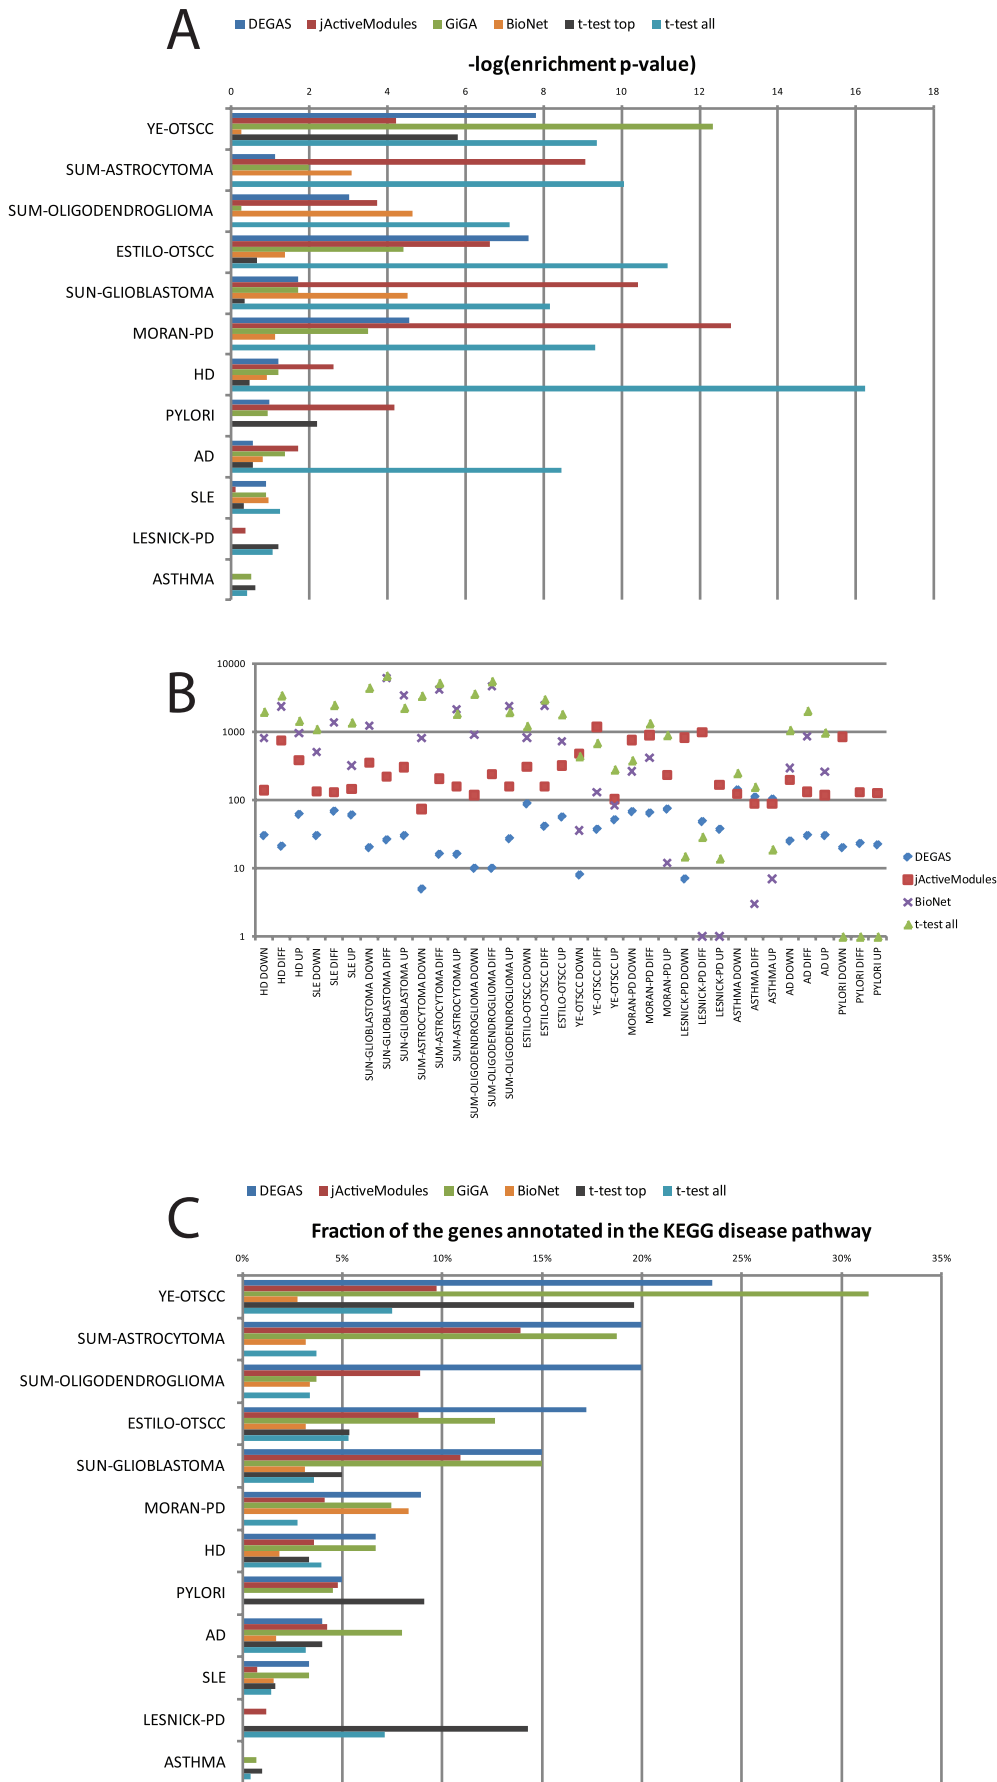 A
DEGAS jActiveModules GiGA BioNet t-test top t-test all
-log(enrichment p-value)
0 2 4 6 8 10 12 14 16 18
YE-OTSCC
SUM-ASTROCYTOMA
SUM-OLIGODENDROGLIOMA
ESTILO-OTSCC
SUN-GLIOBLASTOMA
MORAN-PD
HD
PYLORI
AD
SLE
LESNICK-PD
ASTHMA
B
10000
1000
100
10
1
DEGAS
jActiveModules
BioNet
t-test all
HD DOWN
HD DIFF
HD UP
SLE DOWN
SLE DIFF
SLE UP
SUN-GLIOBLASTOMA DOWN
SUN-GLIOBLASTOMA DIFF
SUN-GLIOBLASTOMA UP
SUM-ASTROCYTOMA DOWN
SUM-ASTROCYTOMA DIFF
SUM-ASTROCYTOMA UP
SUM-OLIGODENDROGLIOMA DOWN
SUM-OLIGODENDROGLIOMA DIFF
SUM-OLIGODENDROGLIOMA UP
ESTILO-OTSCC DOWN
ESTILO-OTSCC DIFF
ESTILO-OTSCC UP
YE-OTSCC DOWN
YE-OTSCC DIFF
YE-OTSCC UP
MORAN-PD DOWN
MORAN-PD DIFF
MORAN-PD UP
LESNICK-PD DOWN
LESNICK-PD DIFF
LESNICK-PD UP
ASTHMA DOWN
ASTHMA DIFF
ASTHMA UP
AD DOWN
AD DIFF
AD UP
PYLORI DOWN
PYLORI DIFF
PYLORI UP
C
DEGAS jActiveModules GiGA BioNet t-test top t-test all
Fraction of the genes annotated in the KEGG disease pathway
0% 5% 10% 15% 20% 25% 30% 35%
YE-OTSCC
SUM-ASTROCYTOMA
SUM-OLIGODENDROGLIOMA
ESTILO-OTSCC
SUN-GLIOBLASTOMA
MORAN-PD
HD
PYLORI
AD
SLE
LESNICK-PD
ASTHMA